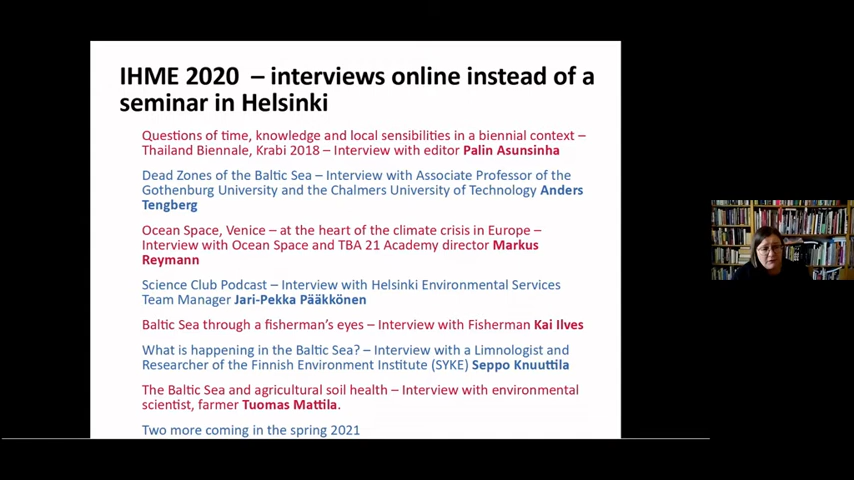 IHME 2020 – interviews online instead of a
seminar in Helsinki
Questions of time, knowledge and local sensibilities in a biennial context –
Thailand Biennale, Krabi 2018 – Interview with editor Palin Asunsinha
Dead Zones of the Baltic Sea – Interview with Associate Professor of the
Gothenburg University and the Chalmers University of Technology Anders
Tengberg
Ocean Space, Venice – at the heart of the climate crisis in Europe –
Interview with Ocean Space and TBA 21 Academy director Markus
Reymann
Science Club Podcast – Interview with Helsinki Environmental Services
Team Manager Jari-Pekka Pääkkönen
Baltic Sea through a fisherman's eyes – Interview with Fisherman Kai Ilves
What is happening in the Baltic Sea? – Interview with a Limnologist and
Researcher of the Finnish Environment Institute (SYKE) Seppo Knuuttila
The Baltic Sea and agricultural soil health – Interview with environmental
scientist, farmer Tuomas Mattila.
Two more coming in the spring 2021